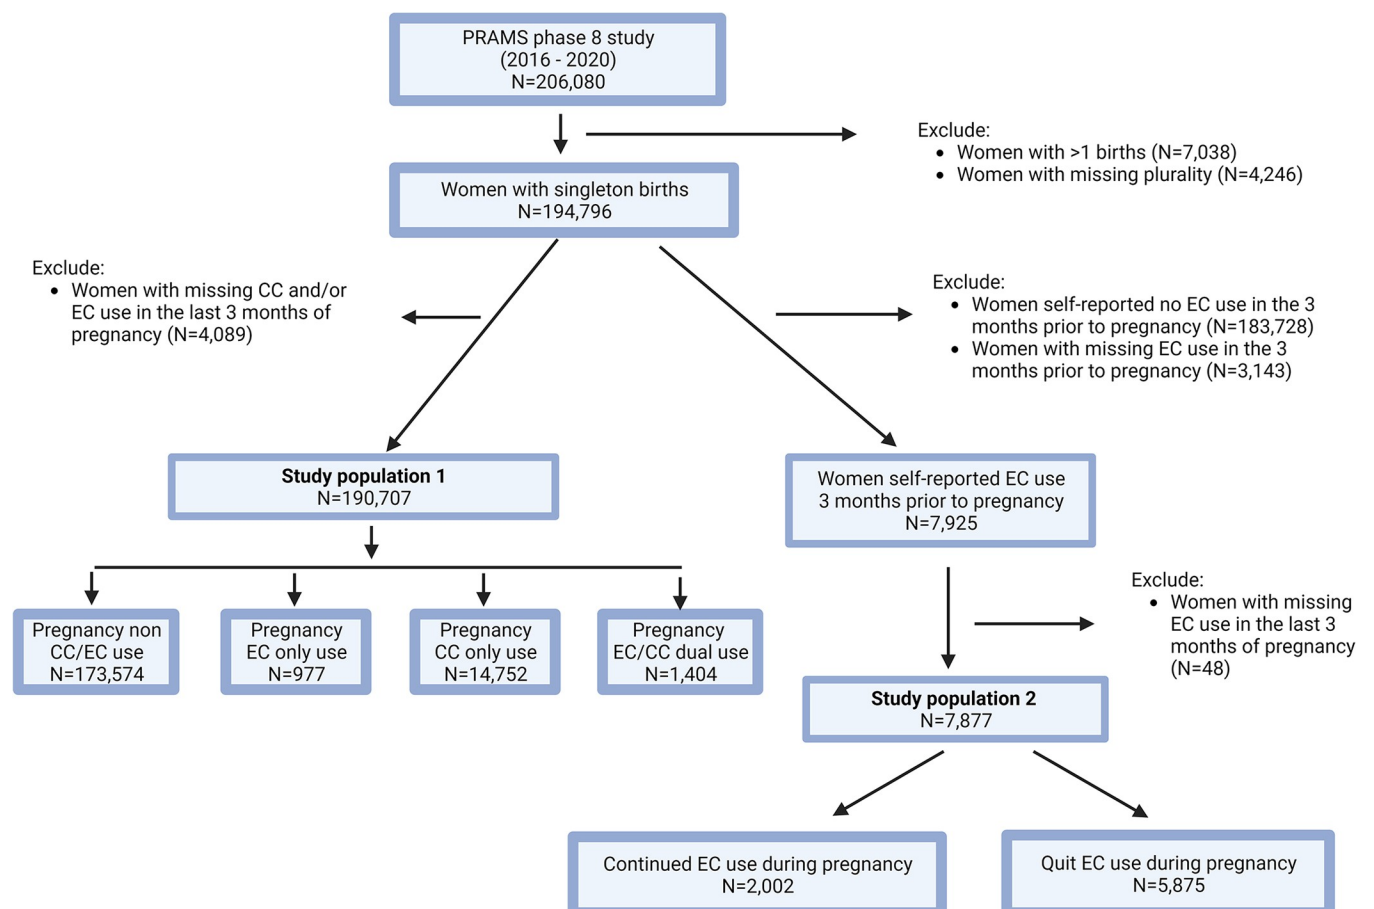 PRAMS phase 8 study
(2016 - 2020)
N=206,080
Exclude:
• Women with >1 births (N=7,038)
• Women with missing plurality (N=4,246)
Women with singleton births
N=194,796
Exclude:
• Women with missing CC and/or
EC use in the last 3 months of
pregnancy (N=4,089)
Exclude:
• Women self-reported no EC use in the 3
months prior to pregnancy (N=183,728)
• Women with missing EC use in the 3
months prior to pregnancy (N=3,143)
Study population 1
N=190,707
Women self-reported EC use
3 months prior to pregnancy
N=7,925
Pregnancy non
CC/EC use
N=173,574
Pregnancy
EC only use
N=977
Pregnancy
CC only use
N=14,752
Pregnancy
EC/CC dual use
N=1,404
Exclude:
• Women with missing
EC use in the last 3
months of pregnancy
(N=48)
Study population 2
N=7,877
Continued EC use during pregnancy
N=2,002
Quit EC use during pregnancy
N=5,875